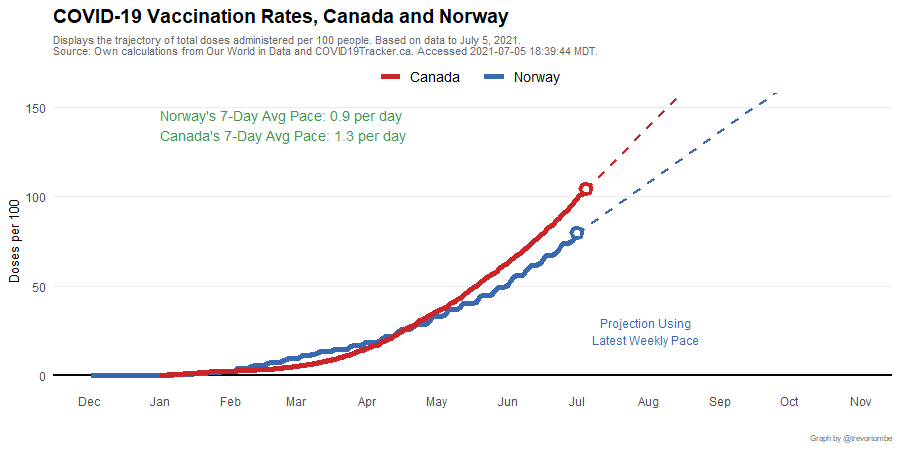 COVID-19 Vaccination Rates, Canada and Norway
Displays the trajectory of total doses administered per 100 people. Based on data to July 5, 2021.
Source: Own calculations from Our World in Data and COVID19Tracker.ca. Accessed 2021-07-05 18:39:44 MDT.
Canada
Norway
Norway's 7-Day Avg Pace: 0.9 per day
Canada's 7-Day Avg Pace: 1.3 per day
Doses per 100
150
100
50
0
Projection Using
Latest Weekly Pace
Dec Jan Feb Mar Apr May Jun Jul Aug Sep Oct Nov
Graph by @trevortombe